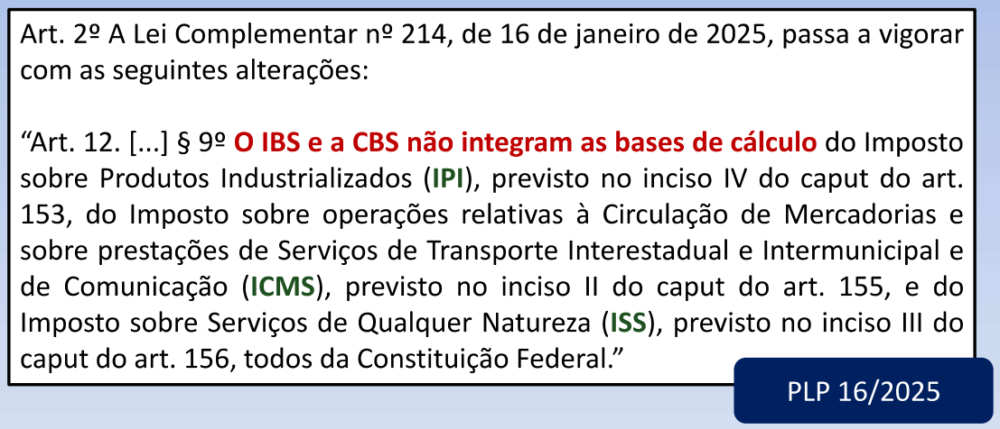 Art. 2º A Lei Complementar nº 214, de 16 de janeiro de 2025, passa a vigorar
com as seguintes alterações:
“Art. 12. [...] § 9º O IBS e a CBS não integram as bases de cálculo do Imposto
sobre Produtos Industrializados (IPI), previsto no inciso IV do caput do art.
153, do Imposto sobre operações relativas à Circulação de Mercadorias e
sobre prestações de Serviços de Transporte Interestadual e Intermunicipal e
de Comunicação (ICMS), previsto no inciso II do caput do art. 155, e do
Imposto sobre Serviços de Qualquer Natureza (ISS), previsto no inciso III do
caput do art. 156, todos da Constituição Federal.”
PLP 16/2025